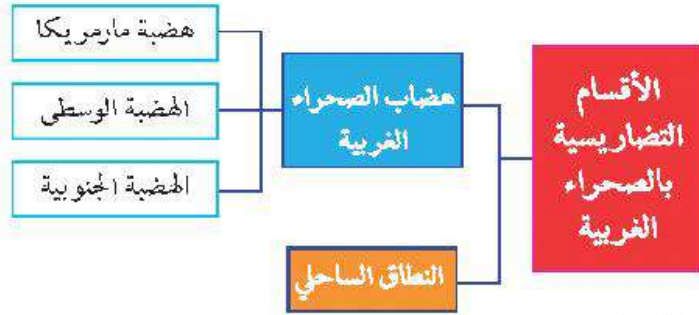 الأقسام
التضاريسية
بالصحراء
الغربية
هضاب الصحراء
الغربية
هضبة مارمريكا
الهضبة الوسطى
الهضبة الجنوبية
النطاق الساحلي